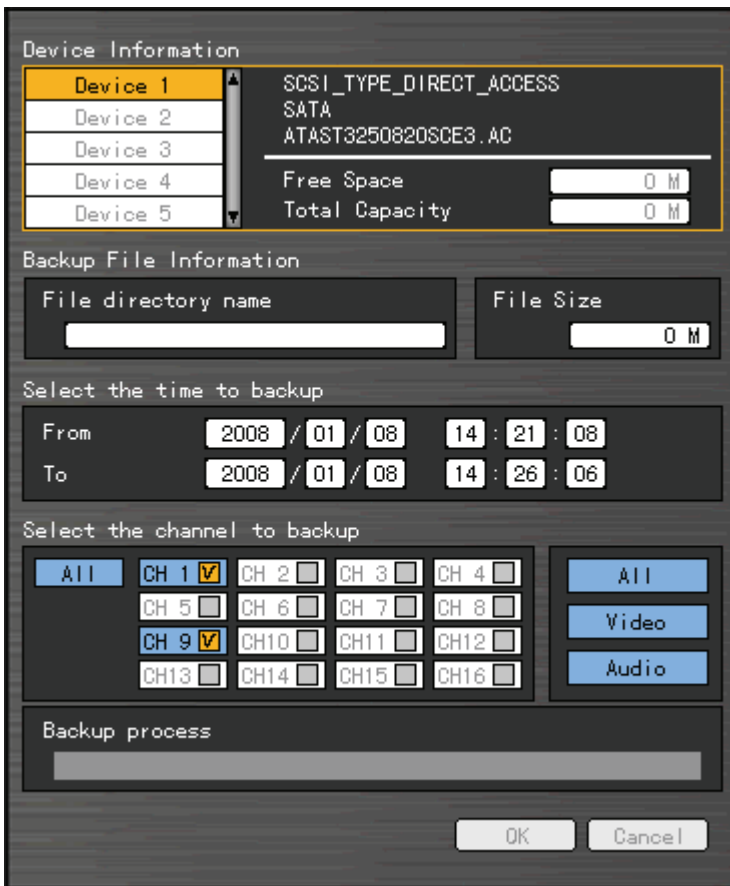 Device Information
Device 1
Device 2
Device 3
Device 4
Device 5
SCSI_TYPE_DIRECT_ACCESS
SATA
ATAST3250820SCE3.AC
Free Space 0 M
Total Capacity 0 M
Backup File Information
File directory name
File Size
0 M
Select the time to backup
From 2008 / 01 / 08 14 : 21 : 08
To 2008 / 01 / 08 14 : 26 : 06
Select the channel to backup
All CH 1 CH 2 CH 3 CH 4
CH 5 CH 6 CH 7 CH 8
CH 9 CH10 CH11 CH12
CH13 CH14 CH15 CH16
All
Video
Audio
Backup process
OK Cancel